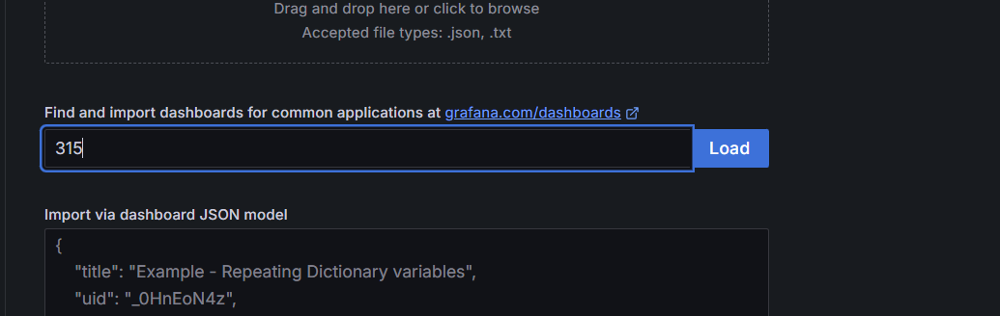 Drag and drop here or click to browse
Accepted file types: .json, .txt
Find and import dashboards for common applications at grafana.com/dashboards
315
Load
Import via dashboard JSON model
{
"title": "Example - Repeating Dictionary variables",
"uid": "_0HnEoN4z",